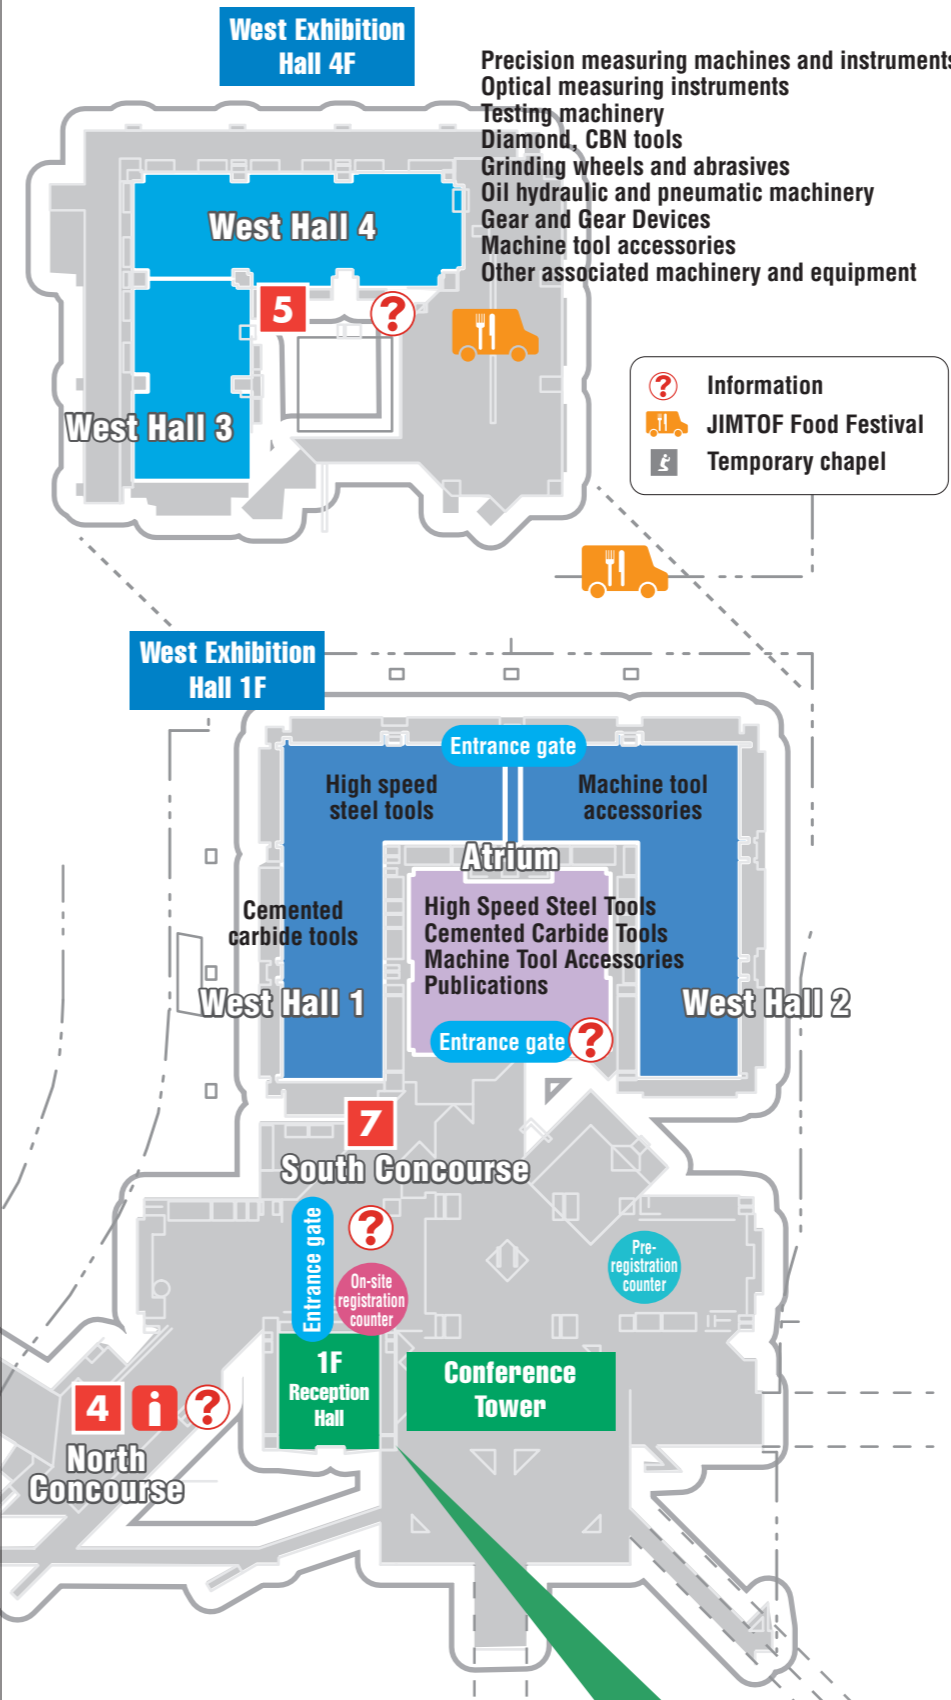 West Exhibition
Hall 4F
Precision measuring machines and instruments
Optical measuring instruments
Testing machinery
Diamond, CBN tools
Grinding wheels and abrasives
Oil hydraulic and pneumatic machinery
Gear and Gear Devices
Machine tool accessories
Other associated machinery and equipment
West Hall 4
5
?
West Hall 3
? Information
JIMTOF Food Festival
Temporary chapel
West Exhibition
Hall 1F
Entrance gate
High speed
steel tools
Machine tool
accessories
Atrium
Cemented
carbide tools
High Speed Steel Tools
Cemented Carbide Tools
Machine Tool Accessories
Publications
West Hall 1
West Hall 2
Entrance gate
?
7
South Concourse
Entrance gate
?
On-site
registration
counter
Pre-
registration
counter
1F
Reception
Hall
Conference
Tower
4 i ?
North
Concourse